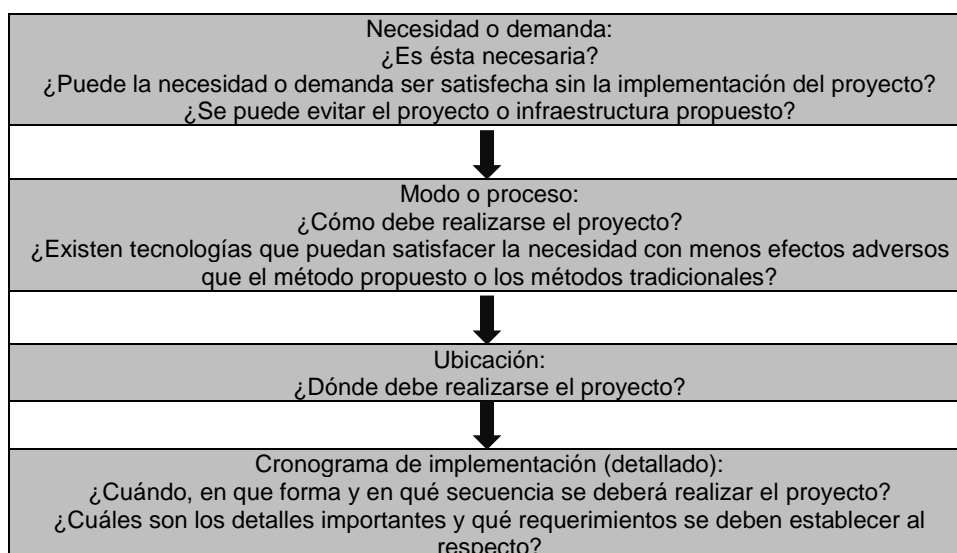 Necesidad o demanda:
¿Es ésta necesaria?
¿Puede la necesidad o demanda ser satisfecha sin la implementación del proyecto?
¿Se puede evitar el proyecto o infraestructura propuesto?
Modo o proceso:
¿Cómo debe realizarse el proyecto?
¿Existen tecnologías que puedan satisfacer la necesidad con menos efectos adversos
que el método propuesto o los métodos tradicionales?
Ubicación:
¿Dónde debe realizarse el proyecto?
Cronograma de implementación (detallado):
¿Cuándo, en que forma y en qué secuencia se deberá realizar el proyecto?
¿Cuáles son los detalles importantes y qué requerimientos se deben establecer al
respecto?